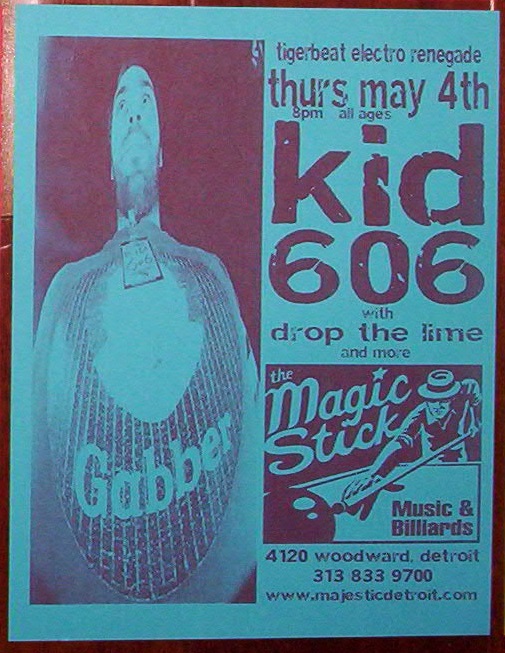 tigerbeat electro renegade
thurs may 4th
8pm all ages
kid
606
with
drop the lime
and more
the
Magic
Stick
Music &
Billiards
4120 woodward, detroit
313 833 9700
www.majesticdetroit.com
Gabber